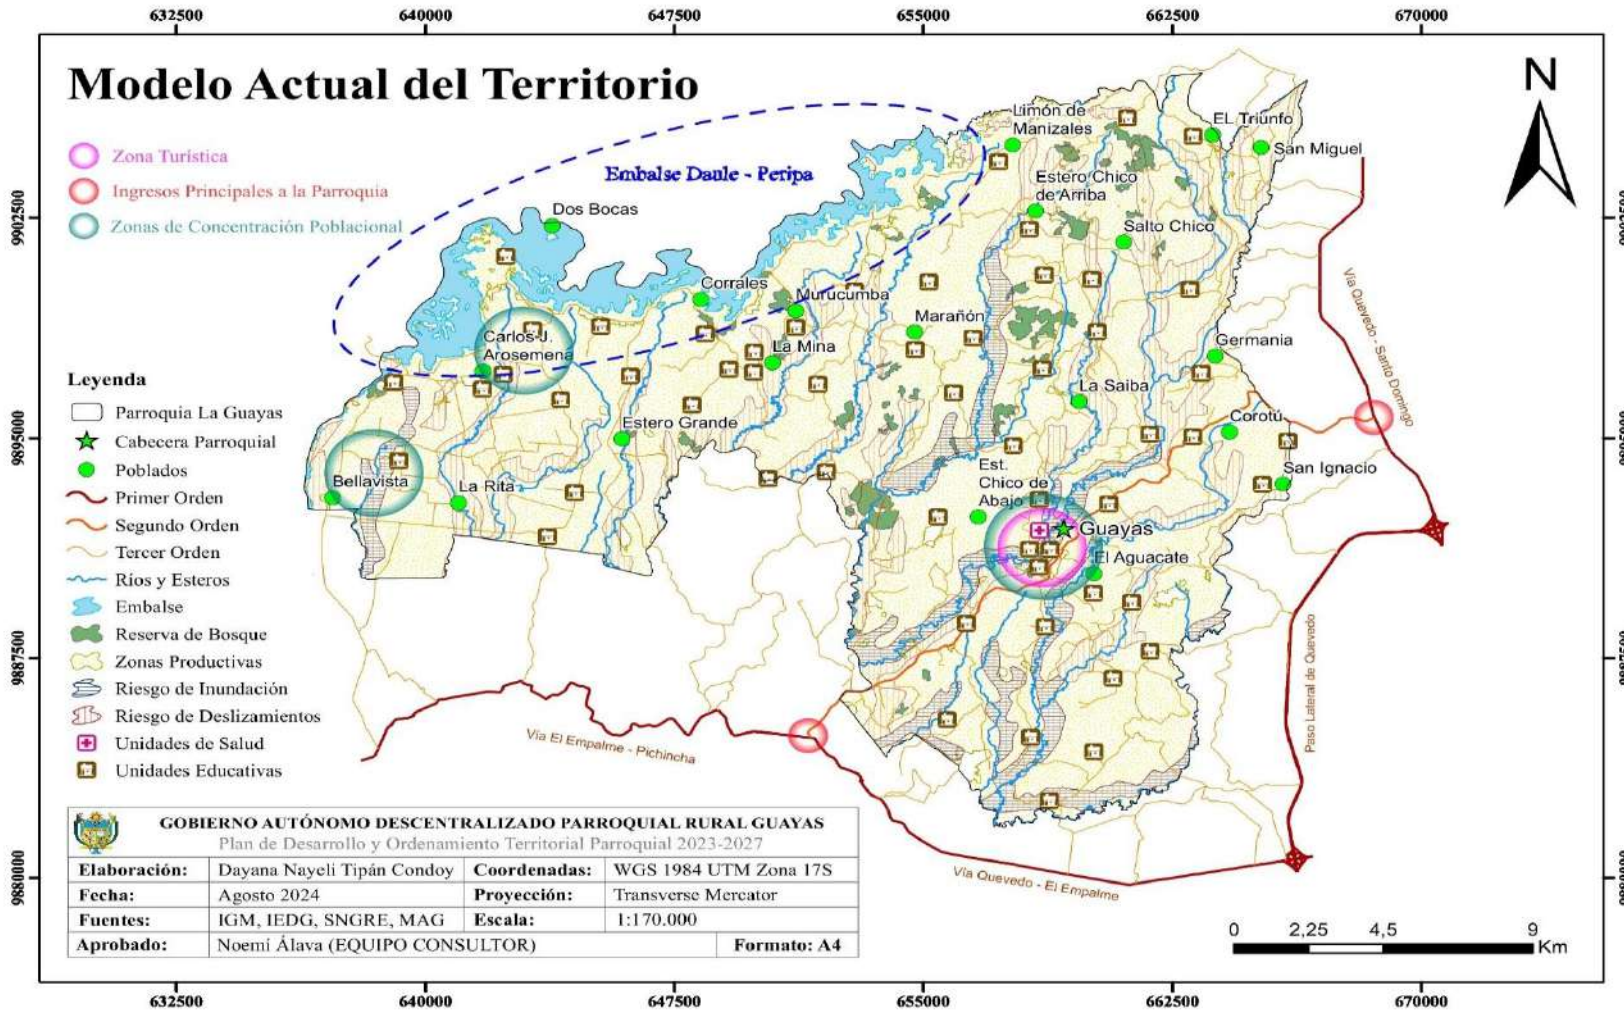 632500 640000 647500 655000 662500 670000
Modelo Actual del Territorio
N
Zona Turística
Ingresos Principales a la Parroquia
Zonas de Concentración Poblacional
Embalse Daule - Peripa
Limón de
Manizales
EL Triunfo
San Miguel
Estero Chico
de Arriba
Salto Chico
Dos Bocas
Corrales
Murucumba
Marañón
La Mina
Carlos J.
Arosemena
Germania
La Saiba
Corotú
Estero Grande
San Ignacio
Bellavista
La Rita
Est.
Chico de
Abajo
Guayas
El Aguacate
Vía Quevedo - Santo Domingo
Paso Lateral de Quevedo
Vía El Empalme - Pichincha
Vía Quevedo - El Empalme
9902500
9895000
9887500
9880000
Leyenda
Parroquia La Guayas
Cabecera Parroquial
Poblados
Primer Orden
Segundo Orden
Tercer Orden
Ríos y Esteros
Embalse
Reserva de Bosque
Zonas Productivas
Riesgo de Inundación
Riesgo de Deslizamientos
Unidades de Salud
Unidades Educativas
GOBIERNO AUTÓNOMO DESCENTRALIZADO PARROQUIAL RURAL GUAYAS
Plan de Desarrollo y Ordenamiento Territorial Parroquial 2023-2027
Elaboración: Dayana Nayeli Tipán Condoy Coordenadas: WGS 1984 UTM Zona 17S
Fecha: Agosto 2024 Proyección: Transverse Mercator
Fuentes: IGM, IEDG, SNGRE, MAG Escala: 1:170.000
Aprobado: Noemí Álava (EQUIPO CONSULTOR) Formato: A4
0 2,25 4,5 9
Km
632500 640000 647500 655000 662500 670000